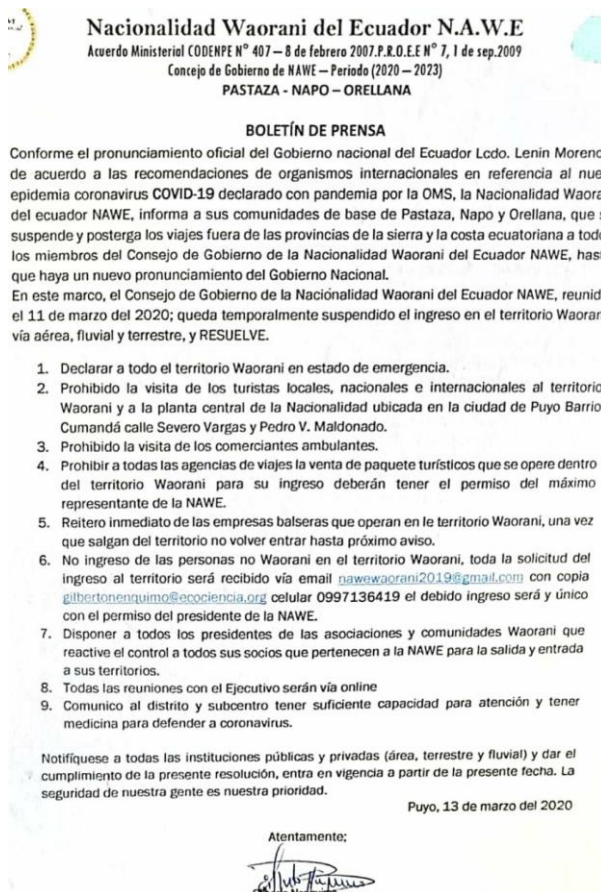 Nacionalidad Waorani del Ecuador N.A.W.E
Acuerdo Ministerial CODENPE N° 407 – 8 de febrero 2007.P.R.O.E.E N° 7, 1 de sep.2009
Concejo de Gobierno de NAWE – Periodo (2020 – 2023)
PASTAZA - NAPO – ORELLANA
BOLETÍN DE PRENSA
Conforme el pronunciamiento oficial del Gobierno nacional del Ecuador Lcdo. Lenin Moreno
de acuerdo a las recomendaciones de organismos internacionales en referencia al nue
epidemia coronavirus COVID-19 declarado con pandemia por la OMS, la Nacionalidad Waora
del ecuador NAWE, informa a sus comunidades de base de Pastaza, Napo y Orellana, que s
suspende y posterga los viajes fuera de las provincias de la sierra y la costa ecuatoriana a todo
los miembros del Consejo de Gobierno de la Nacionalidad Waorani del Ecuador NAWE, hast
que haya un nuevo pronunciamiento del Gobierno Nacional.
En este marco, el Consejo de Gobierno de la Nacionalidad Waorani del Ecuador NAWE, reunid
el 11 de marzo del 2020; queda temporalmente suspendido el ingreso en el territorio Waoran
vía aérea, fluvial y terrestre, y RESUELVE.
1. Declarar a todo el territorio Waorani en estado de emergencia.
2. Prohibido la visita de los turistas locales, nacionales e internacionales al territorio
Waorani y a la planta central de la Nacionalidad ubicada en la ciudad de Puyo Barrio
Cumandá calle Severo Vargas y Pedro V. Maldonado.
3. Prohibido la visita de los comerciantes ambulantes.
4. Prohibir a todas las agencias de viajes la venta de paquete turísticos que se opere dentro
del territorio Waorani para su ingreso deberán tener el permiso del máximo
representante de la NAWE.
5. Reitero inmediato de las empresas balseras que operan en le territorio Waorani, una vez
que salgan del territorio no volver entrar hasta próximo aviso.
6. No ingreso de las personas no Waorani en el territorio Waorani, toda la solicitud del
ingreso al territorio será recibido vía email nawewaorani2019@gmail.com con copia
gilbertonenquimo@ecociencia.org celular 0997136419 el debido ingreso será y único
con el permiso del presidente de la NAWE.
7. Disponer a todos los presidentes de las asociaciones y comunidades Waorani que
reactive el control a todos sus socios que pertenecen a la NAWE para la salida y entrada
a sus territorios.
8. Todas las reuniones con el Ejecutivo serán vía online
9. Comunico al distrito y subcentro tener suficiente capacidad para atención y tener
medicina para defender a coronavirus.
Notifíquese a todas las instituciones públicas y privadas (área, terrestre y fluvial) y dar el
cumplimiento de la presente resolución, entra en vigencia a partir de la presente fecha. La
seguridad de nuestra gente es nuestra prioridad.
Puyo, 13 de marzo del 2020
Atentamente;